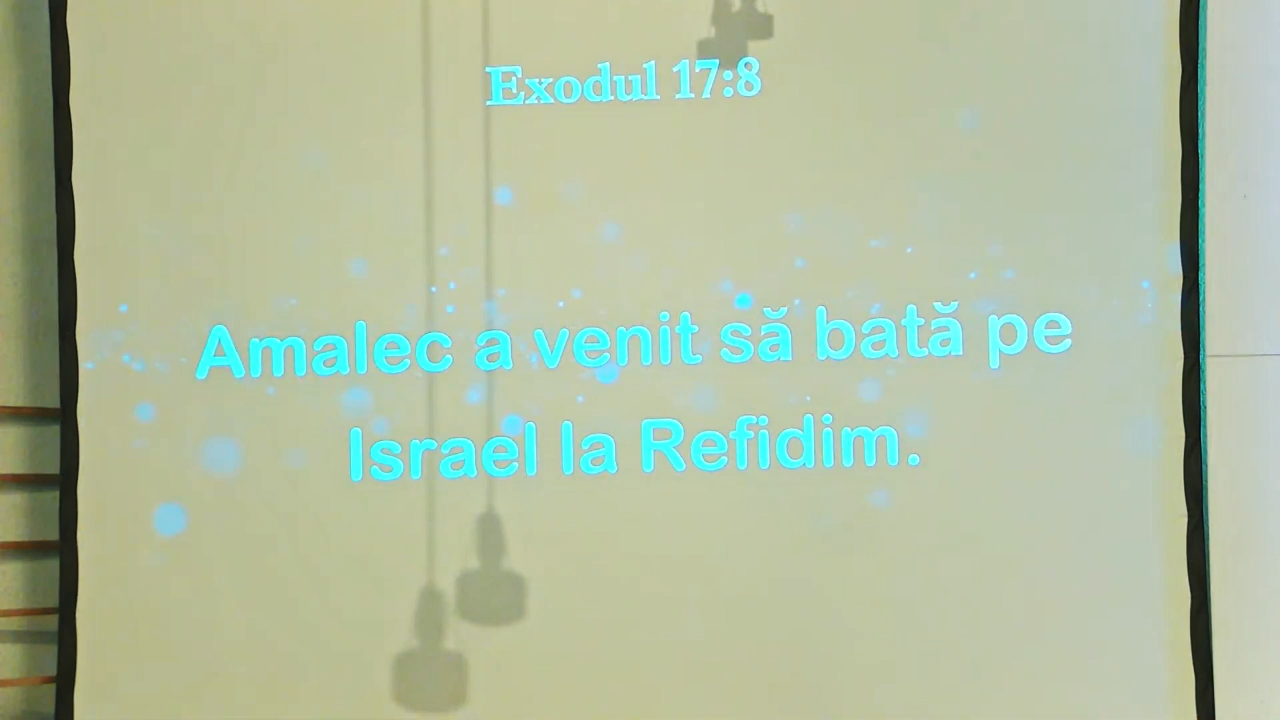 Exodul 17:8
Amalec a venit să bată pe
Israel la Refidim.